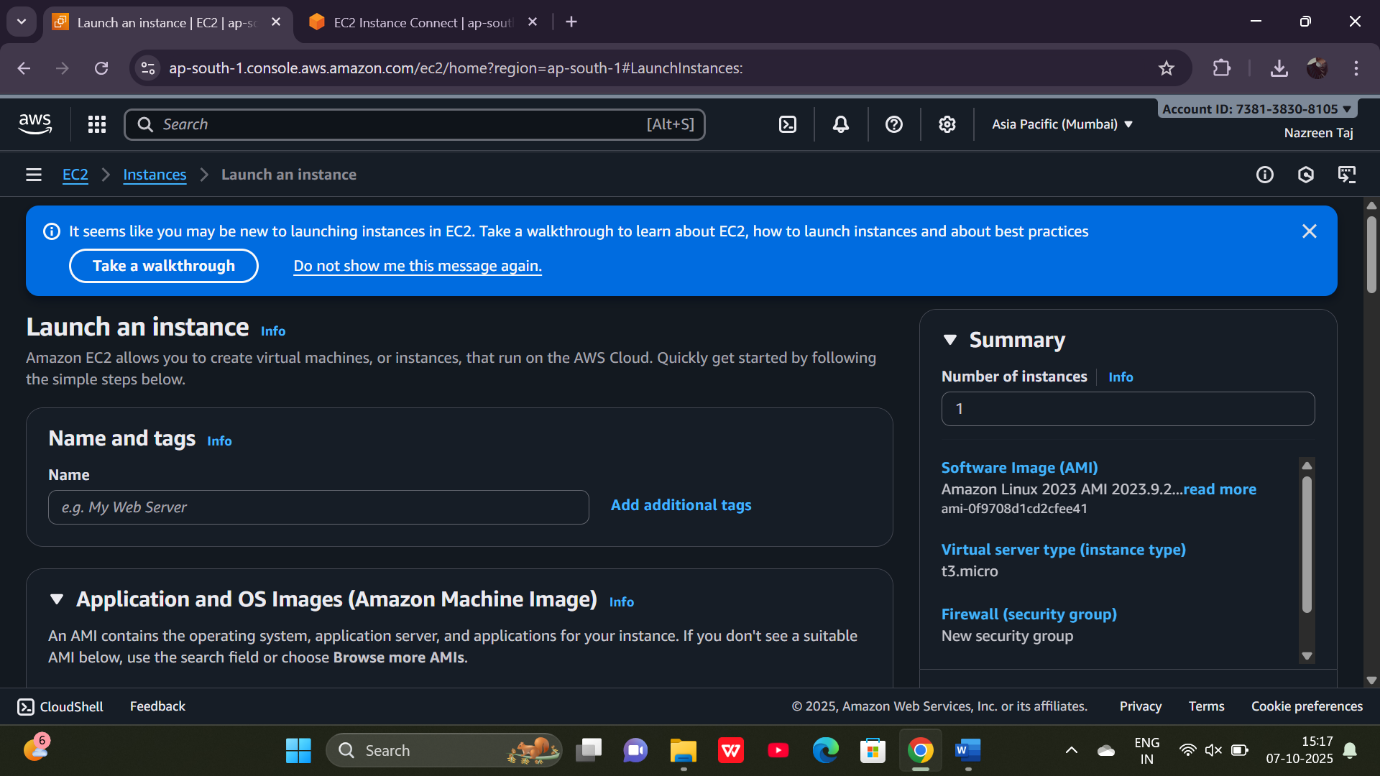 Launch an instance | EC2 | ap-so
EC2 Instance Connect | ap-sout
ap-south-1.console.aws.amazon.com/ec2/home?region=ap-south-1#LaunchInstances:
aws
Search
[Alt+S]
Asia Pacific (Mumbai)
Account ID: 7381-3830-8105
Nazreen Taj
EC2
Instances
Launch an instance
It seems like you may be new to launching instances in EC2. Take a walkthrough to learn about EC2, how to launch instances and about best practices
Take a walkthrough
Do not show me this message again.
Launch an instance Info
Amazon EC2 allows you to create virtual machines, or instances, that run on the AWS Cloud. Quickly get started by following
the simple steps below.
Name and tags Info
Name
e.g. My Web Server
Add additional tags
Application and OS Images (Amazon Machine Image) Info
An AMI contains the operating system, application server, and applications for your instance. If you don't see a suitable
AMI below, use the search field or choose Browse more AMIs.
Summary
Number of instances Info
1
Software Image (AMI)
Amazon Linux 2023 AMI 2023.9.2...read more
ami-0f9708d1cd2cfee41
Virtual server type (instance type)
t3.micro
Firewall (security group)
New security group
CloudShell
Feedback
© 2025, Amazon Web Services, Inc. or its affiliates.
Privacy
Terms
Cookie preferences
6
Search
W
W
ENG
IN
15:17
07-10-2025